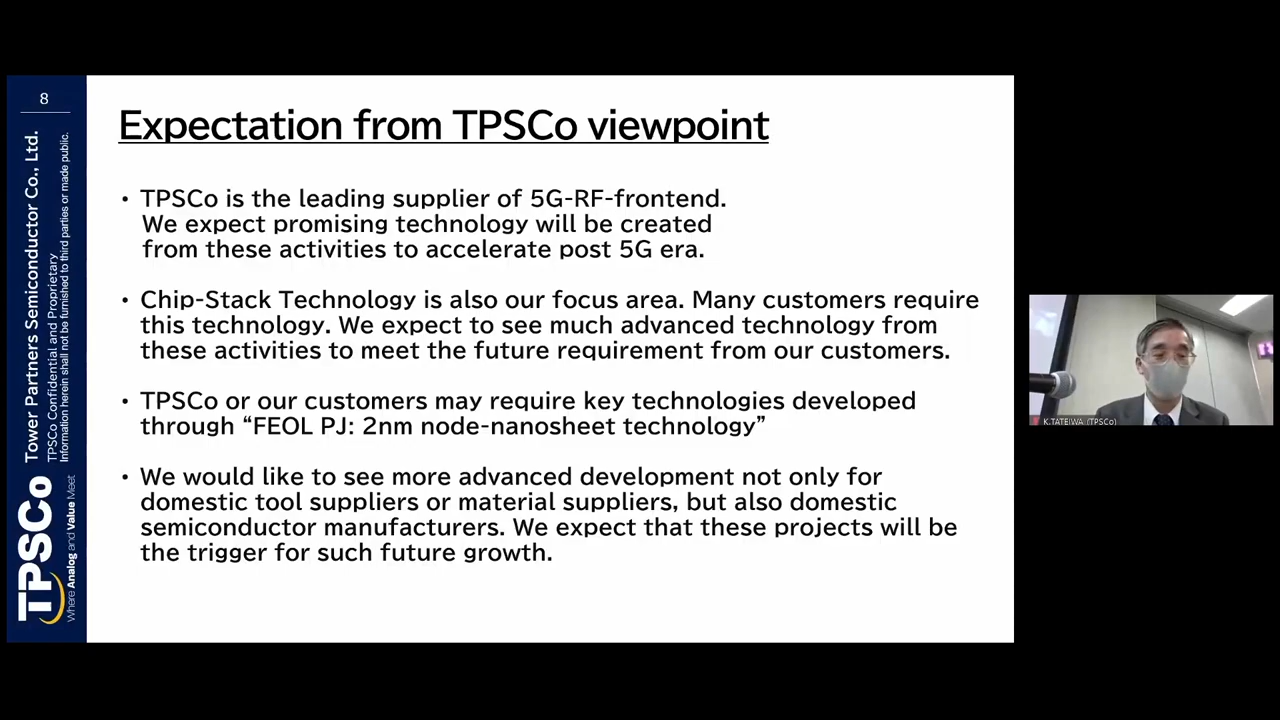 8
Tower Partners Semiconductor Co., Ltd.
TPSCo Confidential and Proprietary
Information herein shall not be furnished to third parties or made public.
TPSCo
Where Analog and Value Meet
Expectation from TPSCo viewpoint
• TPSCo is the leading supplier of 5G-RF-frontend.
We expect promising technology will be created
from these activities to accelerate post 5G era.
• Chip-Stack Technology is also our focus area. Many customers require
this technology. We expect to see much advanced technology from
these activities to meet the future requirement from our customers.
• TPSCo or our customers may require key technologies developed
through “FEOL PJ: 2nm node-nanosheet technology”
• We would like to see more advanced development not only for
domestic tool suppliers or material suppliers, but also domestic
semiconductor manufacturers. We expect that these projects will be
the trigger for such future growth.
K.TATEIWA (TPSCo)